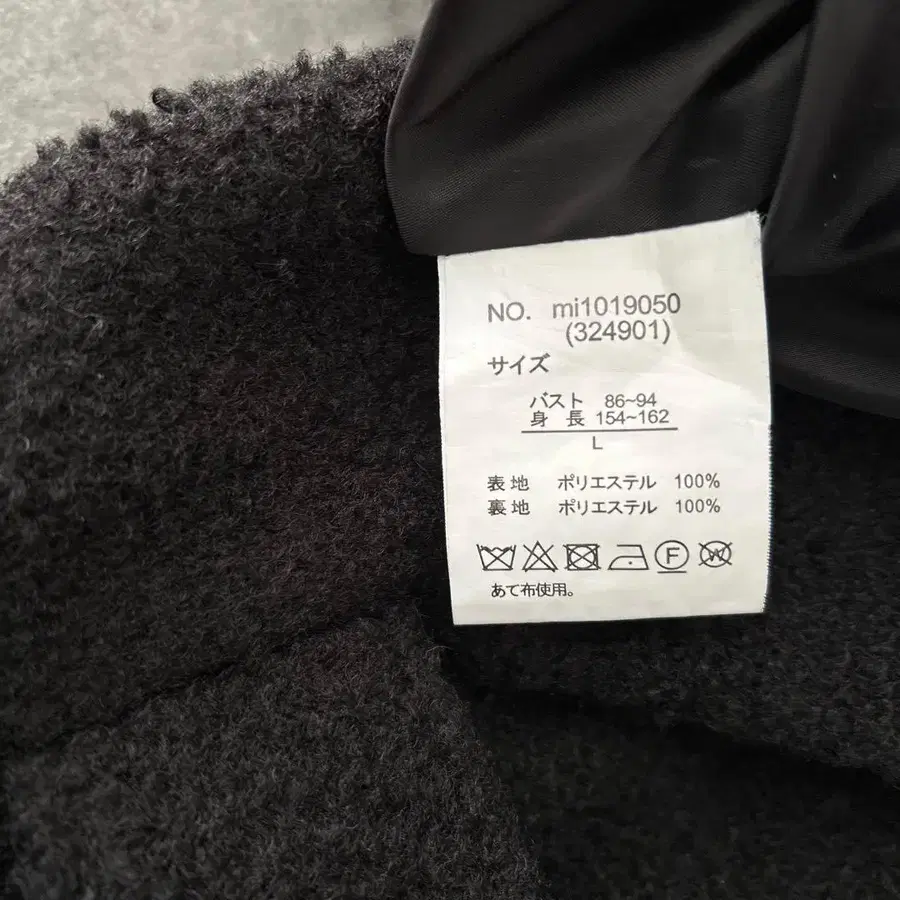 NO. mi1019050
(324901)
サイズ
バスト 86~94
身長 154~162
L
表地 ポリエステル 100%
裏地 ポリエステル 100%
F W
あて布使用。